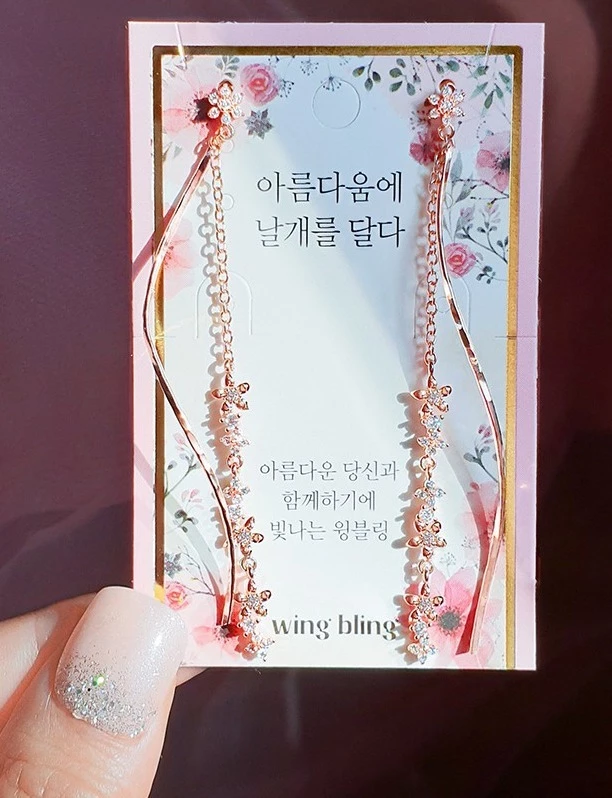 아름다움에
날개를 달다
아름다운 당신과
함께하기에
빛나는 윙블링
wing bling